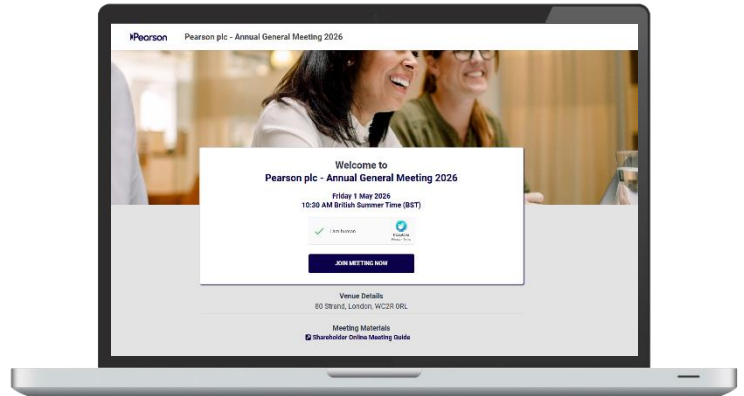 Pearson
Pearson plc - Annual General Meeting 2026
Welcome to
Pearson plc - Annual General Meeting 2026
Friday 1 May 2026
10:30 AM British Summer Time (BST)
I am human
JOIN MEETING NOW
Venue Details
80 Strand, London, WC2R 0RL
Meeting Materials
Shareholder Online Meeting Guide